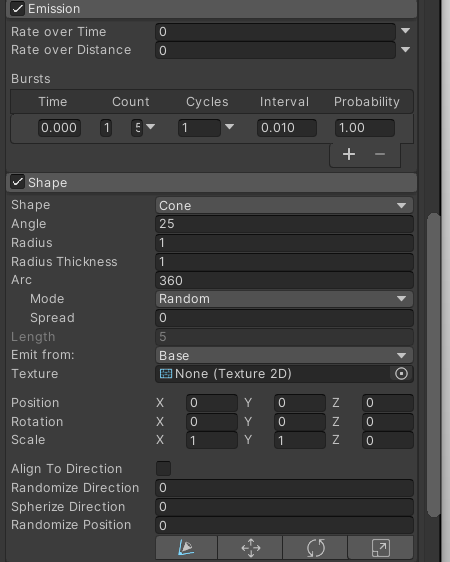 Emission
Rate over Time 0
Rate over Distance 0
Bursts
Time Count Cycles Interval Probability
0.000 1 5 1 0.010 1.00
Shape
Shape Cone
Angle 25
Radius 1
Radius Thickness 1
Arc 360
Mode Random
Spread 0
Length 5
Emit from: Base
Texture None (Texture 2D)
Position X 0 Y 0 Z 0
Rotation X 0 Y 0 Z 0
Scale X 1 Y 1 Z 0
Align To Direction
Randomize Direction 0
Spherize Direction 0
Randomize Position 0